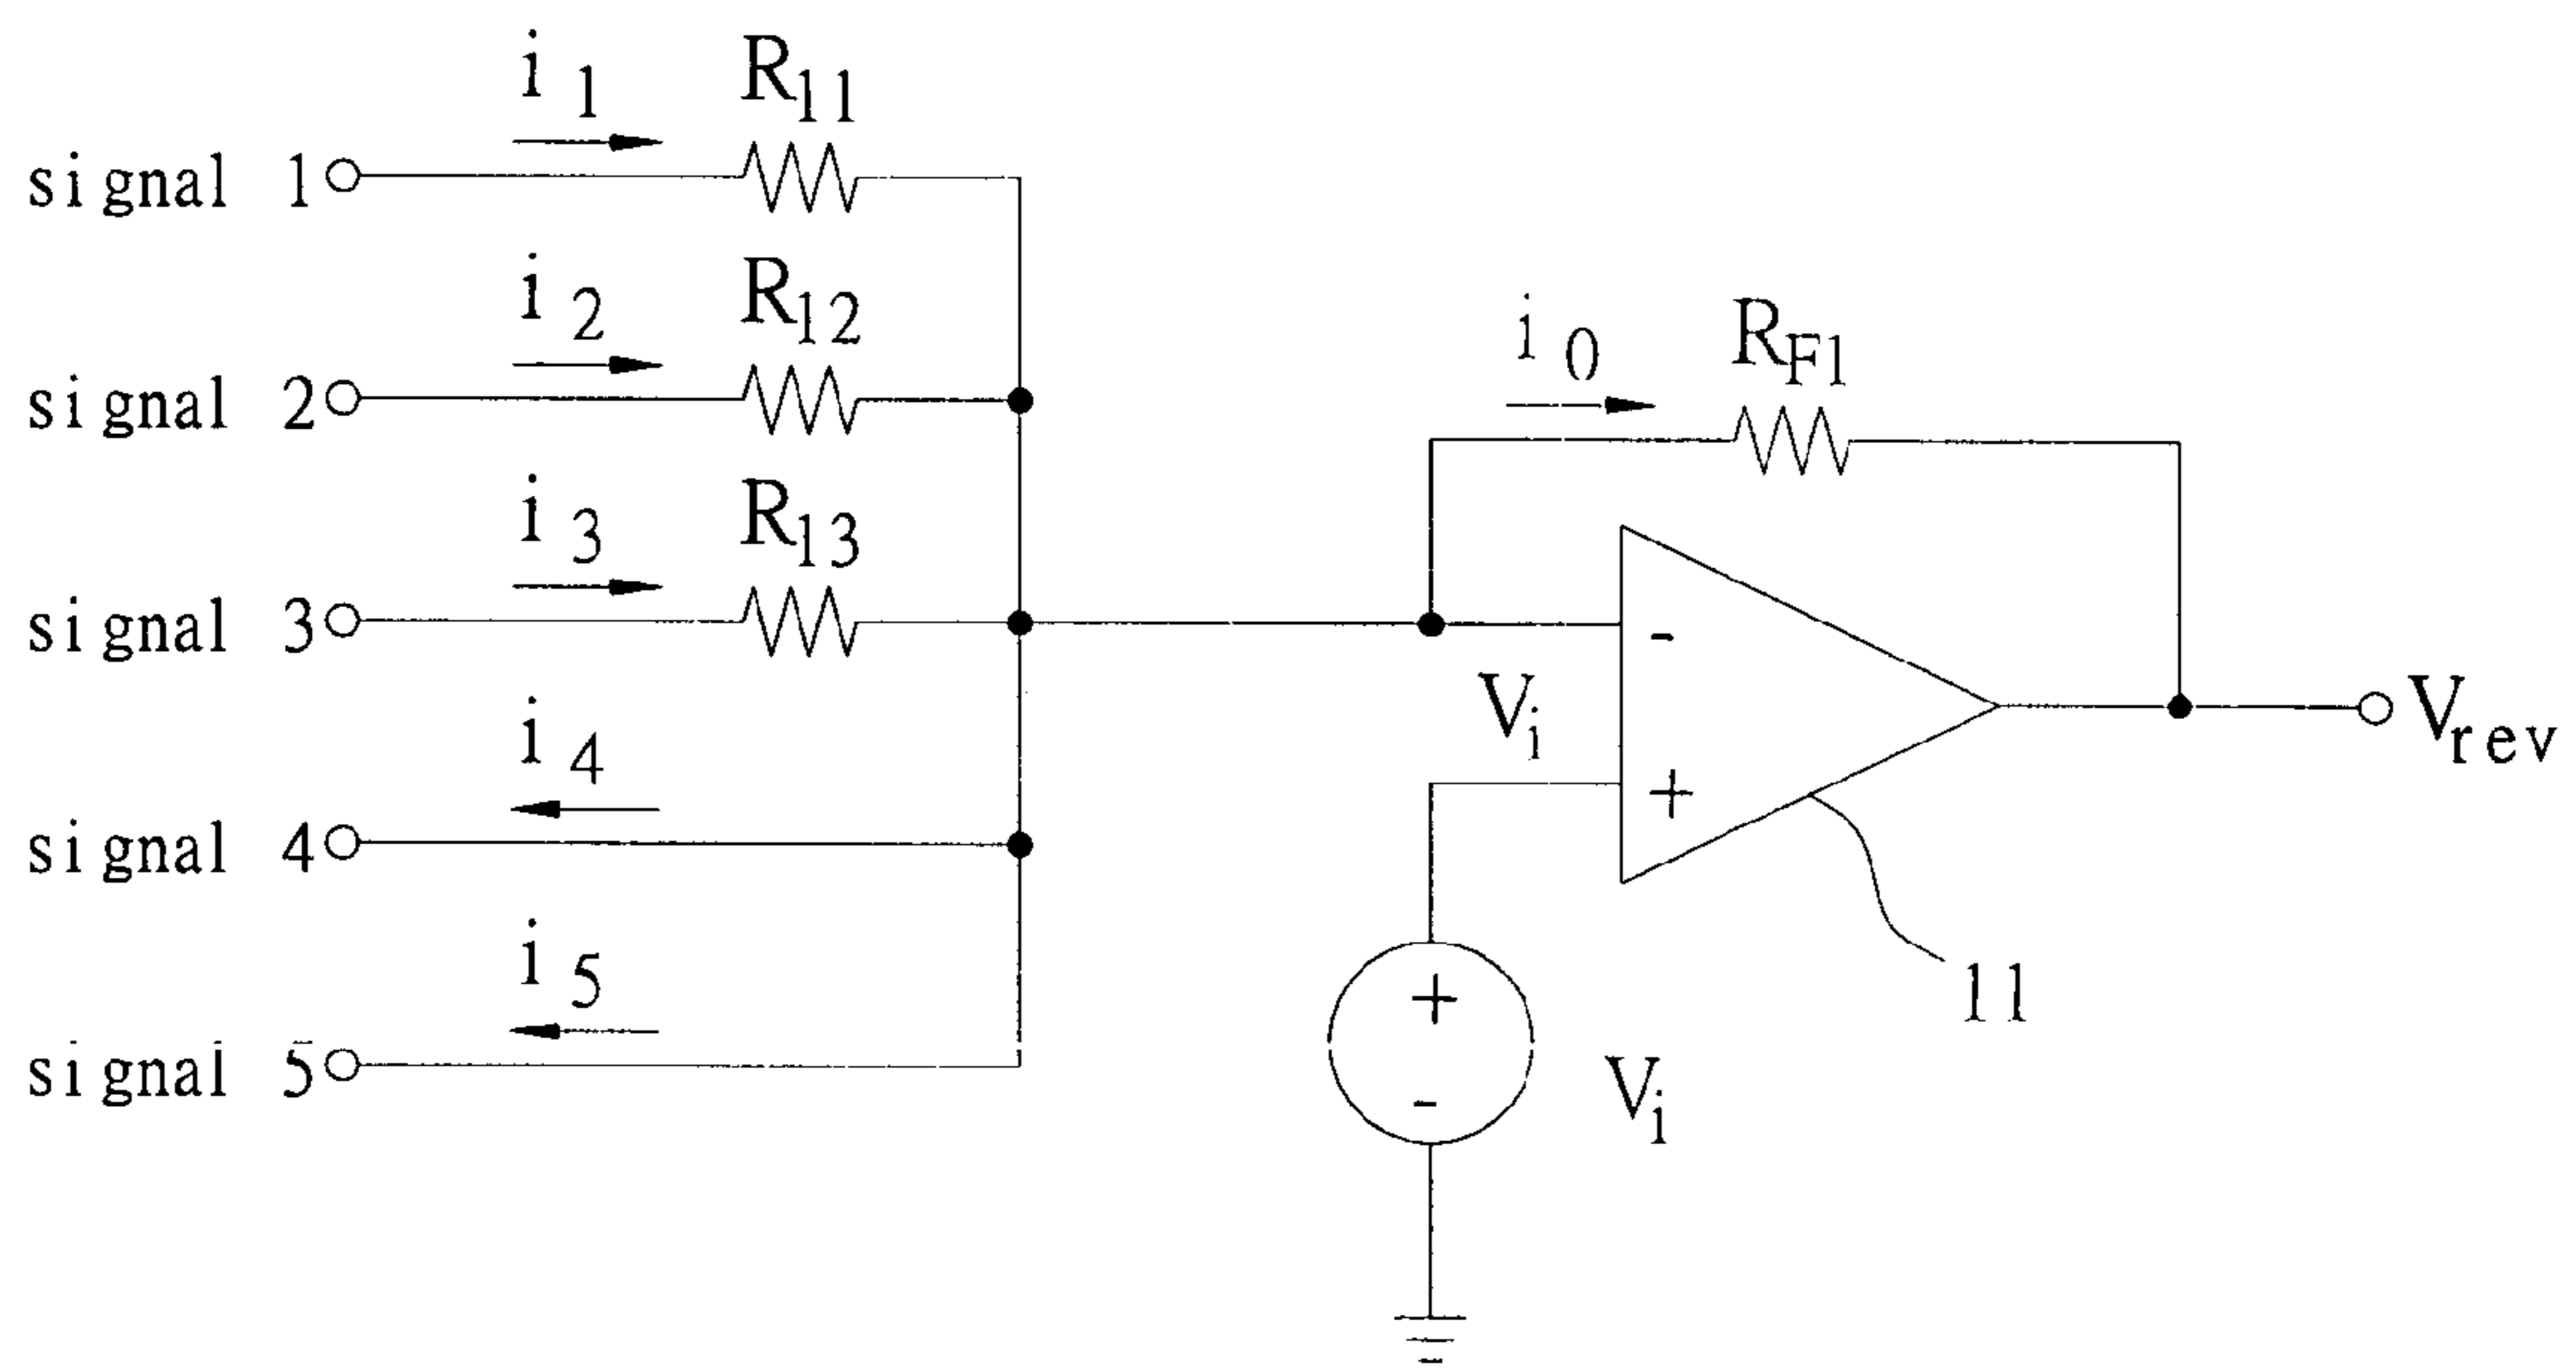 i1
R11
signal 1
i2
R12
signal 2
i3
R13
signal 3
i4
signal 4
i5
signal 5
i0
RF1
-
Vi
+
Vrev
11
+
-
Vi